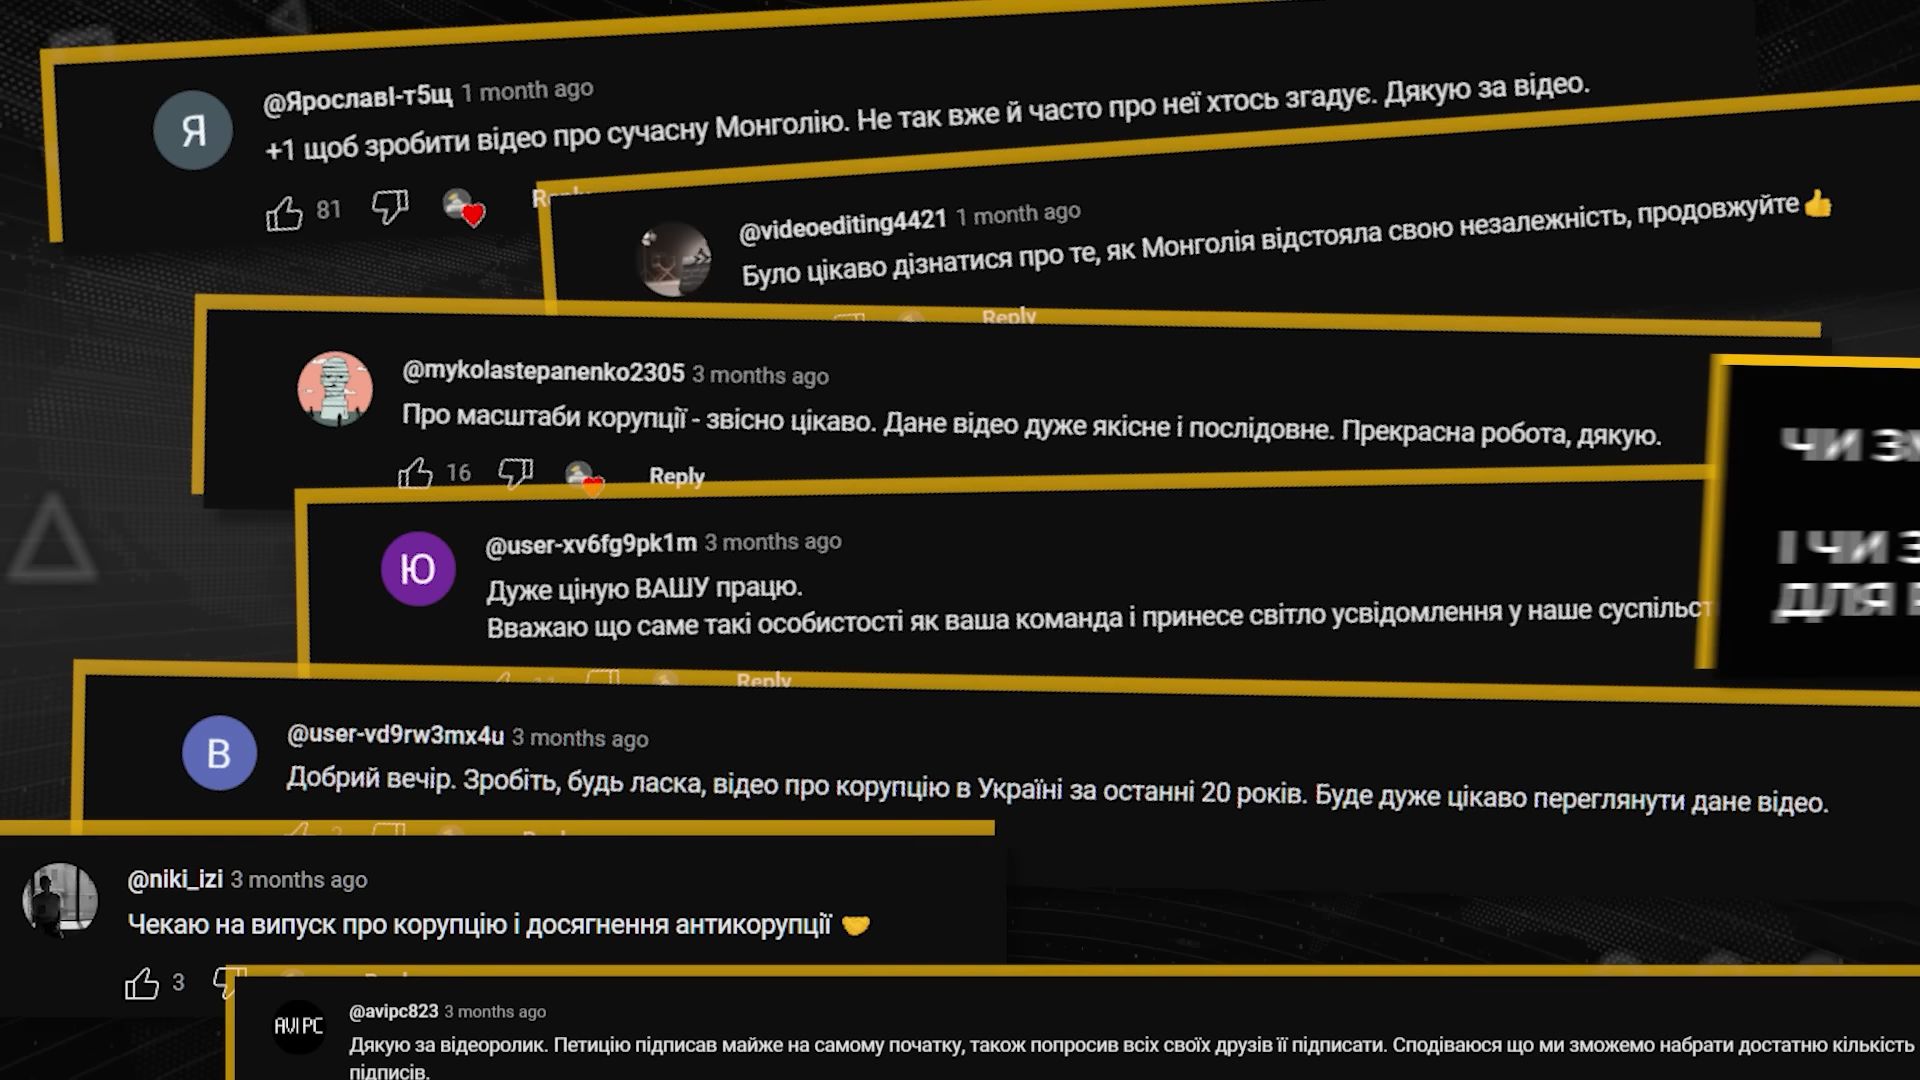 Я
@ЯрославІ-т5щ 1 month ago
+1 щоб зробити відео про сучасну Монголію. Не так вже й часто про неї хтось згадує. Дякую за відео.
81
Reply
@videoediting4421 1 month ago
Було цікаво дізнатися про те, як Монголія відстояла свою незалежність, продовжуйте👍
Reply
@mykolastepanenko2305 3 months ago
Про масштаби корупції - звісно цікаво. Дане відео дуже якісне і послідовне. Прекрасна робота, дякую.
16 Reply
ЧИ
І ЧИ
ДЛЯ
Ю
@user-xv6fg9pk1m 3 months ago
Дуже ціную ВАШУ працю.
Вважаю що саме такі особистості як ваша команда і принесе світло усвідомлення у наше суспільст
Reply
В
@user-vd9rw3mx4u 3 months ago
Добрий вечір. Зробіть, будь ласка, відео про корупцію в Україні за останні 20 років. Буде дуже цікаво переглянути дане відео.
@niki_izi 3 months ago
Чекаю на випуск про корупцію і досягнення антикорупції 🤝
3
AVI PC
@avipc823 3 months ago
Дякую за відеоролик. Петицію підписав майже на самому початку, також попросив всіх своїх друзів її підписати. Сподіваюся що ми зможемо набрати достатню кількість
підписів.